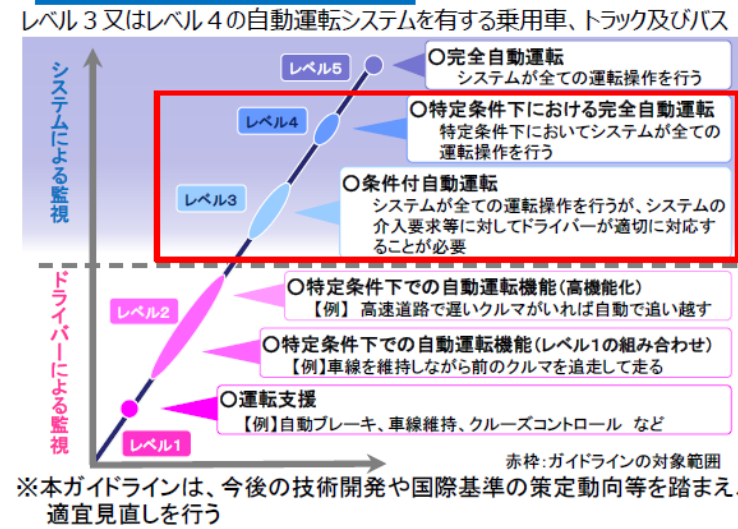 レベル3又はレベル4の自動運転システムを有する乗用車、トラック及びバス
システムによる監視
レベル5
○完全自動運転
システムが全ての運転操作を行う
レベル4
○特定条件下における完全自動運転
特定条件下においてシステムが全ての
運転操作を行う
レベル3
○条件付自動運転
システムが全ての運転操作を行うが、システムの
介入要求等に対してドライバーが適切に対応す
ることが必要
ドライバーによる監視
レベル2
○特定条件下での自動運転機能(高機能化)
【例】 高速道路で遅いクルマがいれば自動で追い越す
○特定条件下での自動運転機能(レベル1の組み合わせ)
【例】車線を維持しながら前のクルマを追走して走る
○運転支援
【例】自動ブレーキ、車線維持、クルーズコントロール など
レベル1
赤枠:ガイドラインの対象範囲
※本ガイドラインは、今後の技術開発や国際基準の策定動向等を踏まえ、
適宜見直しを行う